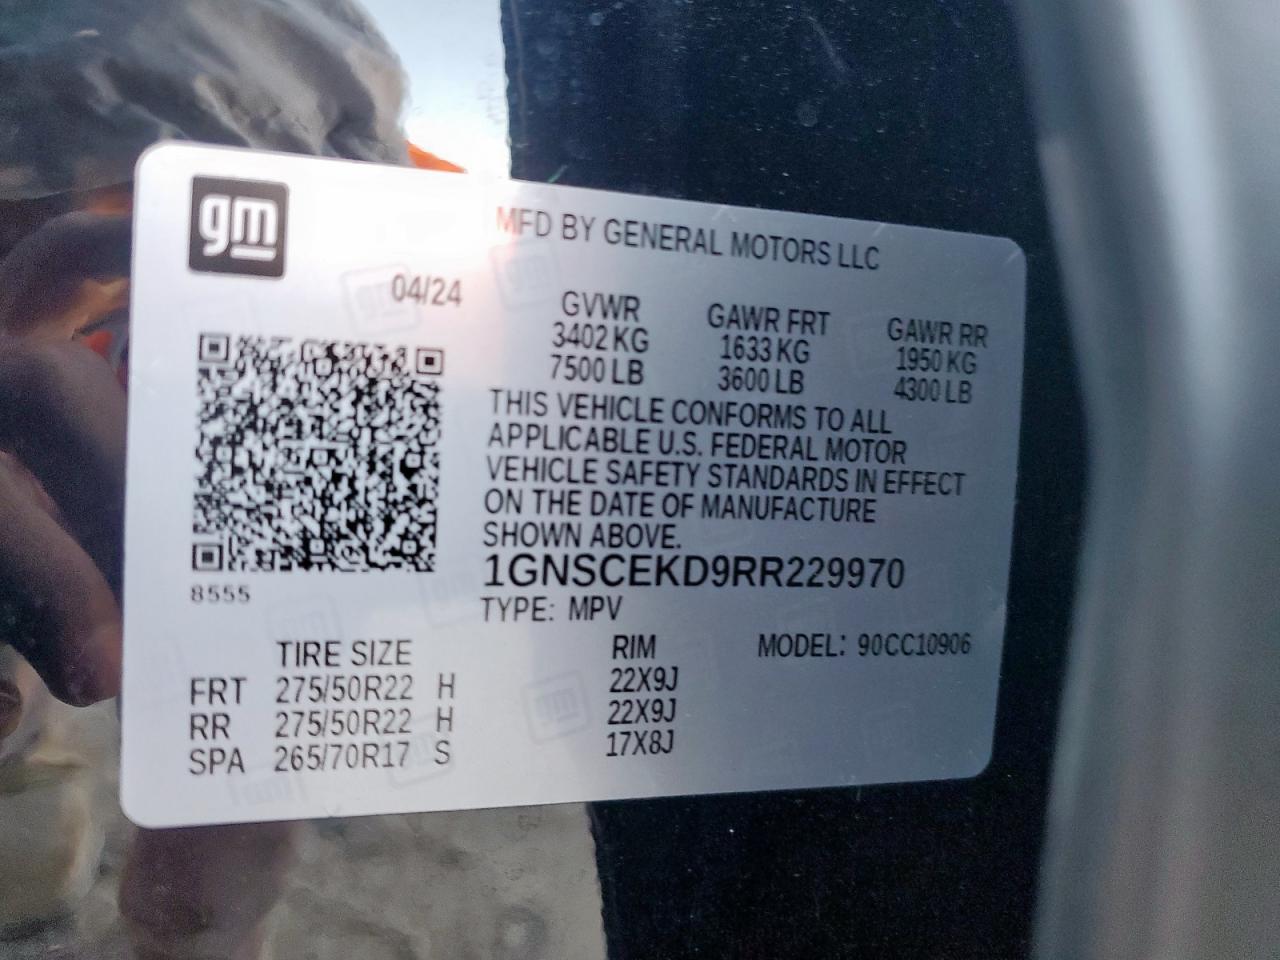 gm
MFD BY GENERAL MOTORS LLC
04/24
GVWR GAWR FRT GAWR RR
3402 KG 1633 KG 1950 KG
7500 LB 3600 LB 4300 LB
THIS VEHICLE CONFORMS TO ALL
APPLICABLE U.S. FEDERAL MOTOR
VEHICLE SAFETY STANDARDS IN EFFECT
ON THE DATE OF MANUFACTURE
SHOWN ABOVE.
1GNSCEKD9RR229970
8555
TYPE: MPV
TIRE SIZE RIM MODEL: 90CC10906
FRT 275/50R22 H 22X9J
RR 275/50R22 H 22X9J
SPA 265/70R17 S 17X8J